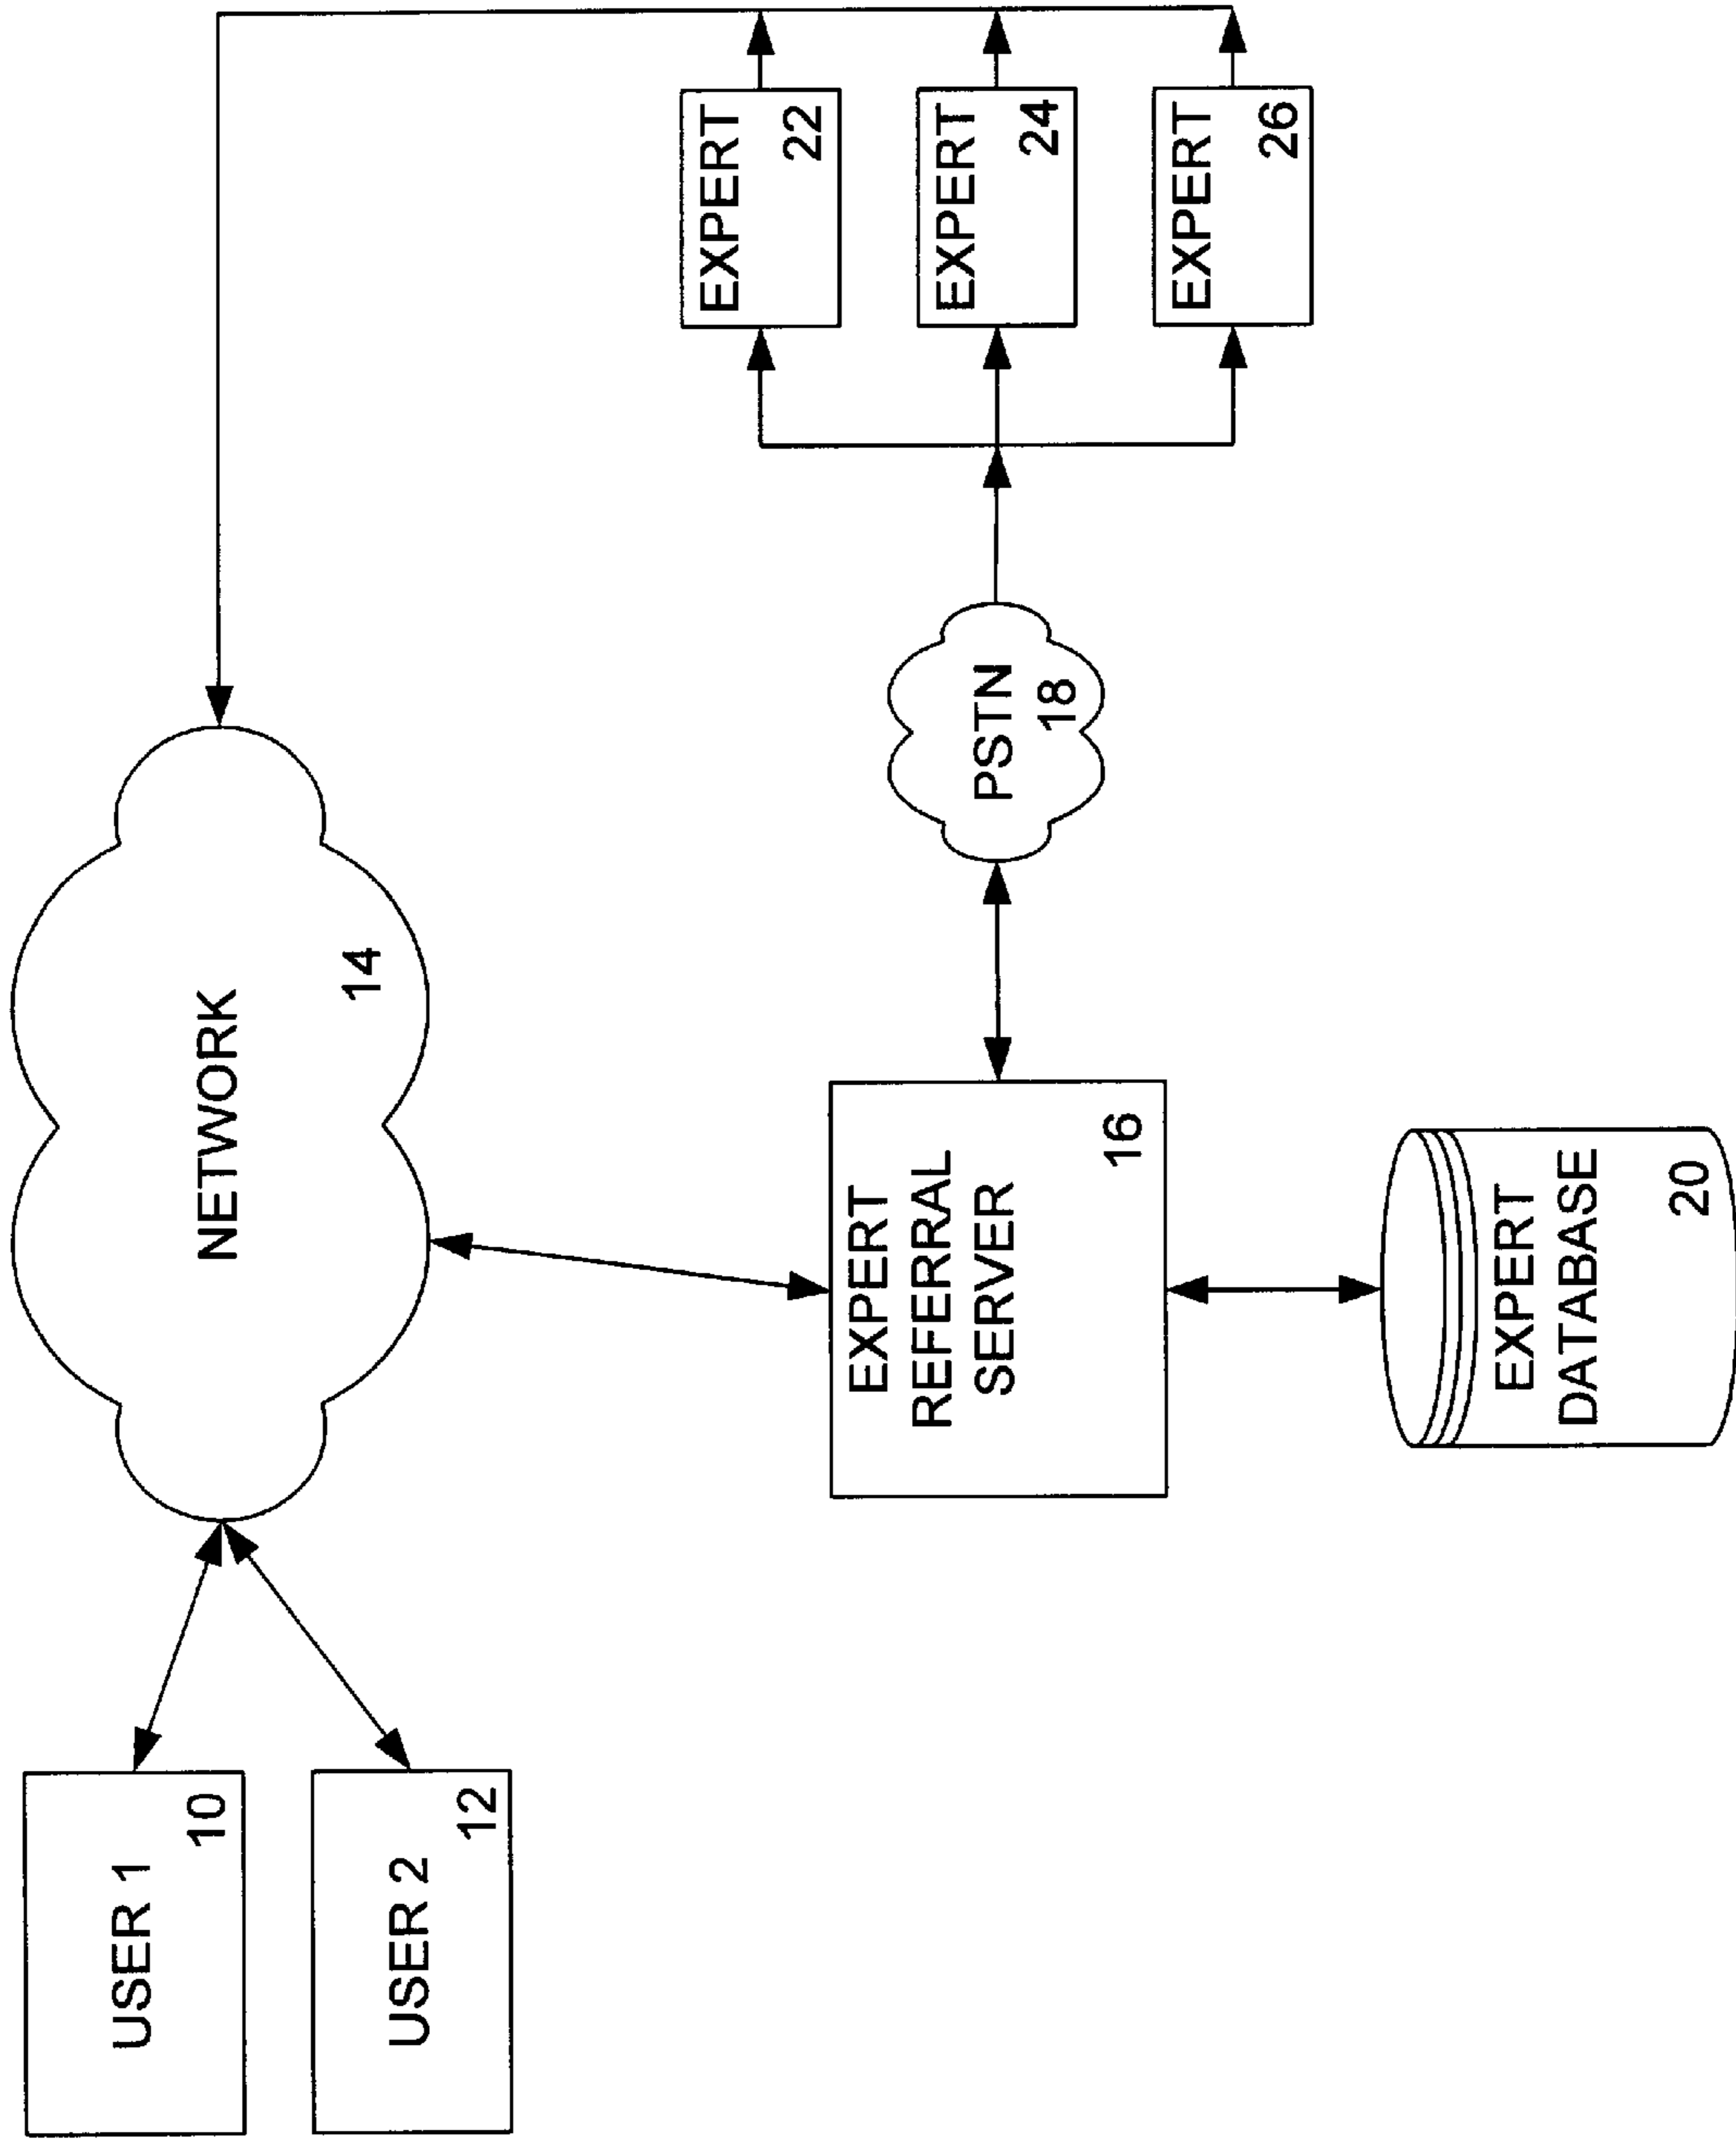 USER 1
10
USER 2
12
NETWORK
14
EXPERT
REFERRAL
SERVER
16
EXPERT
DATABASE
20
PSTN
18
EXPERT
22
EXPERT
24
EXPERT
26